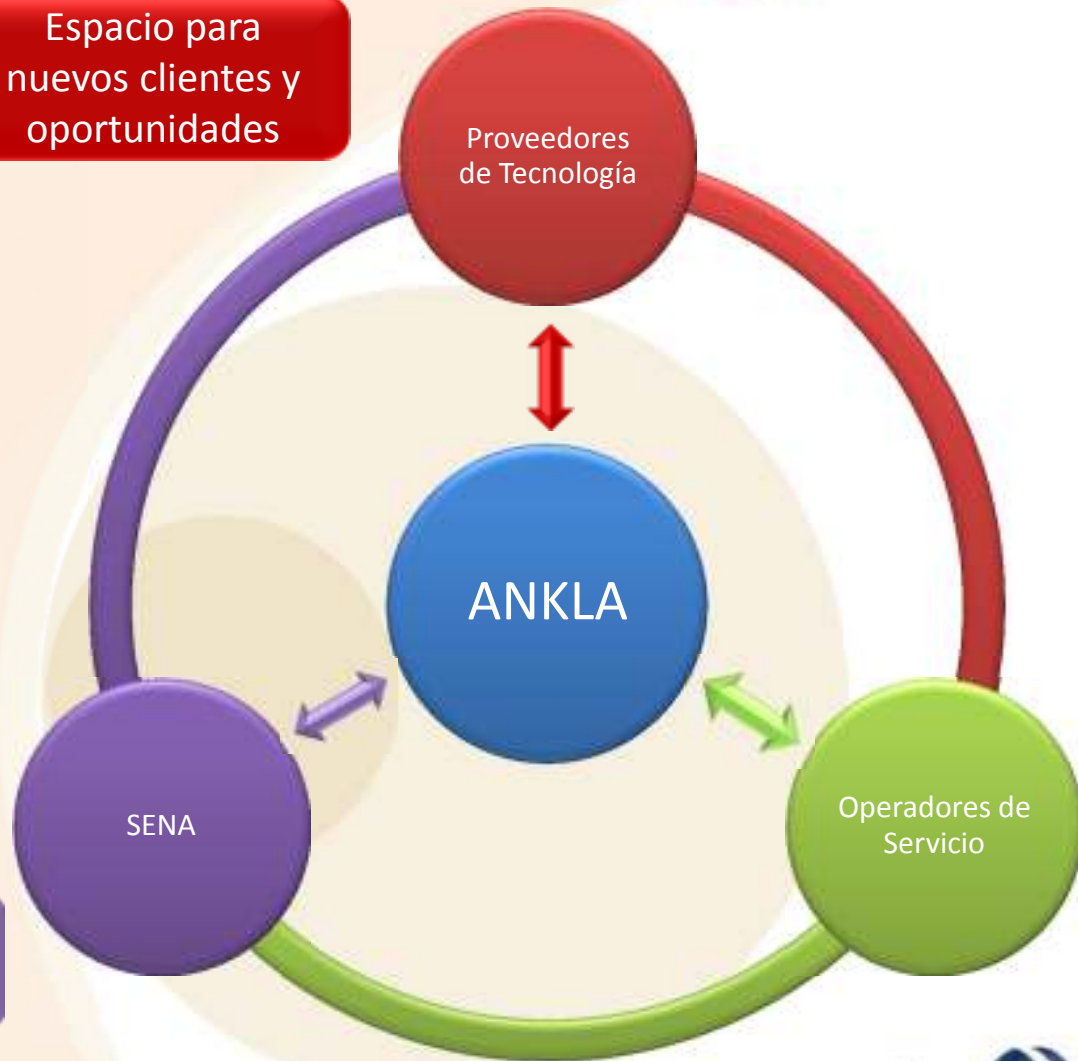 Espacio para
nuevos clientes y
oportunidades
Proveedores
de Tecnología
ANKLA
SENA
Operadores de
Servicio